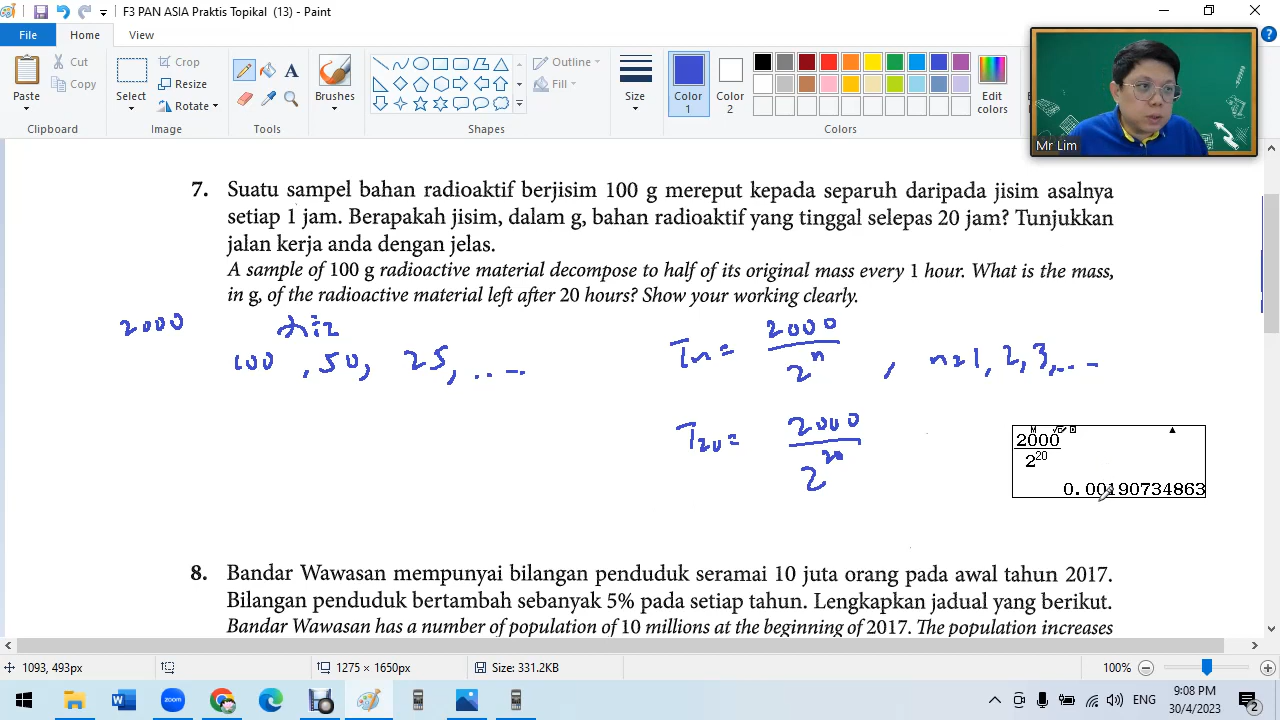 F3 PAN ASIA Praktis Topikal (13) - Paint
File Home View
Paste Cut Copy Clipboard
Select Crop Resize Rotate Image
Tools
Brushes
Outline Fill Shapes
Size
Color 1 Color 2 Edit colors Colors
Mr Lim
7. Suatu sampel bahan radioaktif berjisim 100 g mereput kepada separuh daripada jisim asalnya
setiap 1 jam. Berapakah jisim, dalam g, bahan radioaktif yang tinggal selepas 20 jam? Tunjukkan
jalan kerja anda dengan jelas.
A sample of 100 g radioactive material decompose to half of its original mass every 1 hour. What is the mass,
in g, of the radioactive material left after 20 hours? Show your working clearly.
2000
100, 50, 25, ....
Tn = 2000/2^n , n=1, 2, 3, ...
T20 = 2000/2^20
2000
2^20
0.00190734863
8. Bandar Wawasan mempunyai bilangan penduduk seramai 10 juta orang pada awal tahun 2017.
Bilangan penduduk bertambah sebanyak 5% pada setiap tahun. Lengkapkan jadual yang berikut.
Bandar Wawasan has a number of population of 10 millions at the beginning of 2017. The population increases
1093, 493px 1275 × 1650px Size: 331.2KB 100%
zoom
ENG 9:08 PM
30/4/2023
2